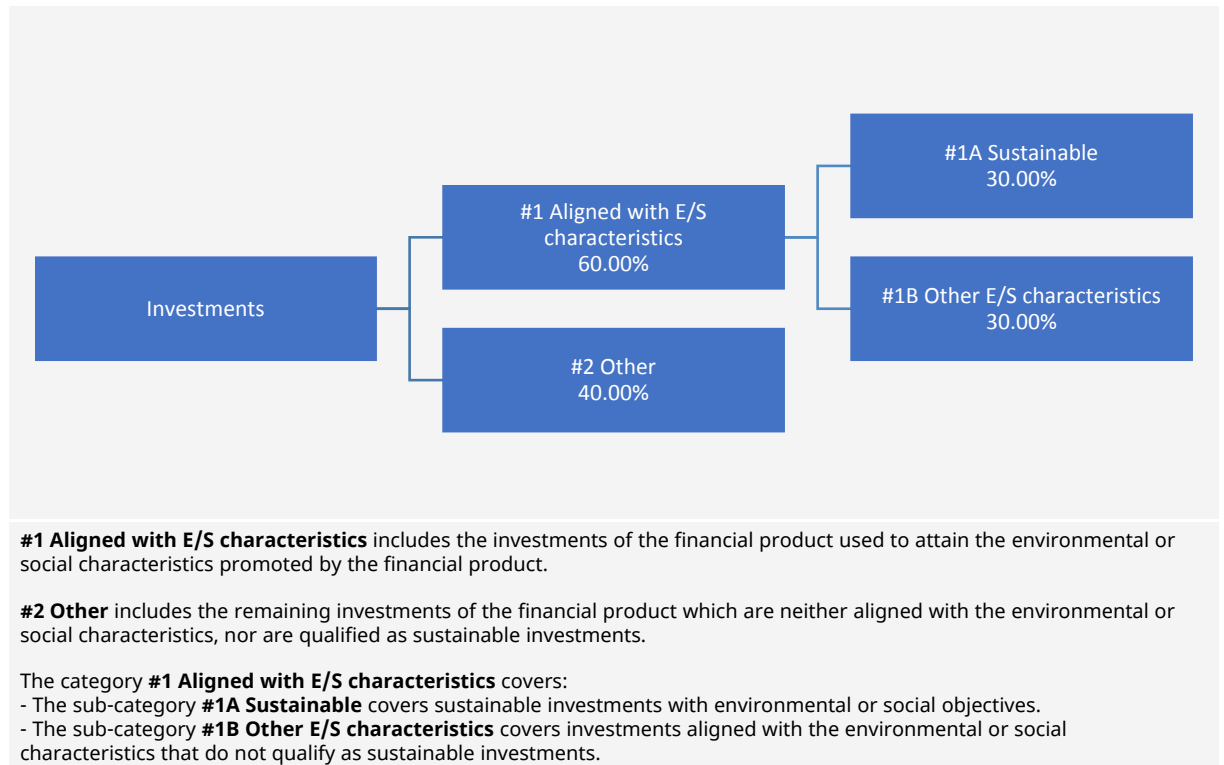 Investments
#1 Aligned with E/S
characteristics
60.00%
#2 Other
40.00%
#1A Sustainable
30.00%
#1B Other E/S characteristics
30.00%
#1 Aligned with E/S characteristics includes the investments of the financial product used to attain the environmental or
social characteristics promoted by the financial product.
#2 Other includes the remaining investments of the financial product which are neither aligned with the environmental or
social characteristics, nor are qualified as sustainable investments.
The category #1 Aligned with E/S characteristics covers:
- The sub-category #1A Sustainable covers sustainable investments with environmental or social objectives.
- The sub-category #1B Other E/S characteristics covers investments aligned with the environmental or social
characteristics that do not qualify as sustainable investments.